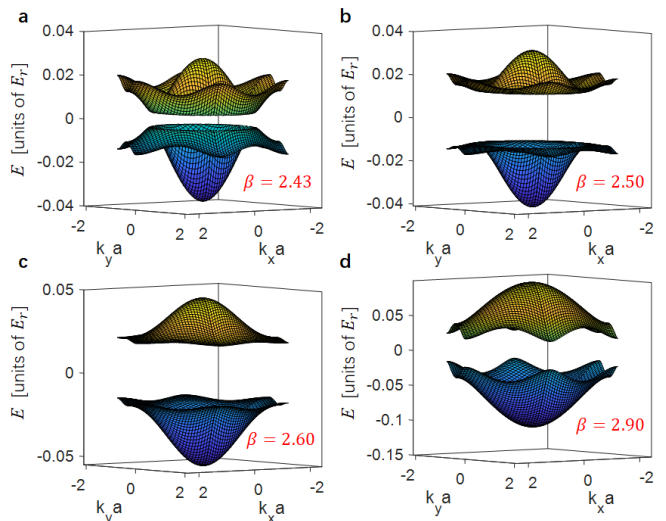 a
b
0.04
0.02
0
-0.02
-0.04
E [units of E_r]
β = 2.43
-2
0
2
2
0
-2
k_y a
k_x a
0.04
0.02
0
-0.02
-0.04
E [units of E_r]
β = 2.50
-2
0
2
2
0
-2
k_y a
k_x a
c
d
0.05
0
-0.05
E [units of E_r]
β = 2.60
-2
0
2
2
0
-2
k_y a
k_x a
0.1
0.05
0
-0.05
-0.1
-0.15
E [units of E_r]
β = 2.90
-2
0
2
2
0
-2
k_y a
k_x a